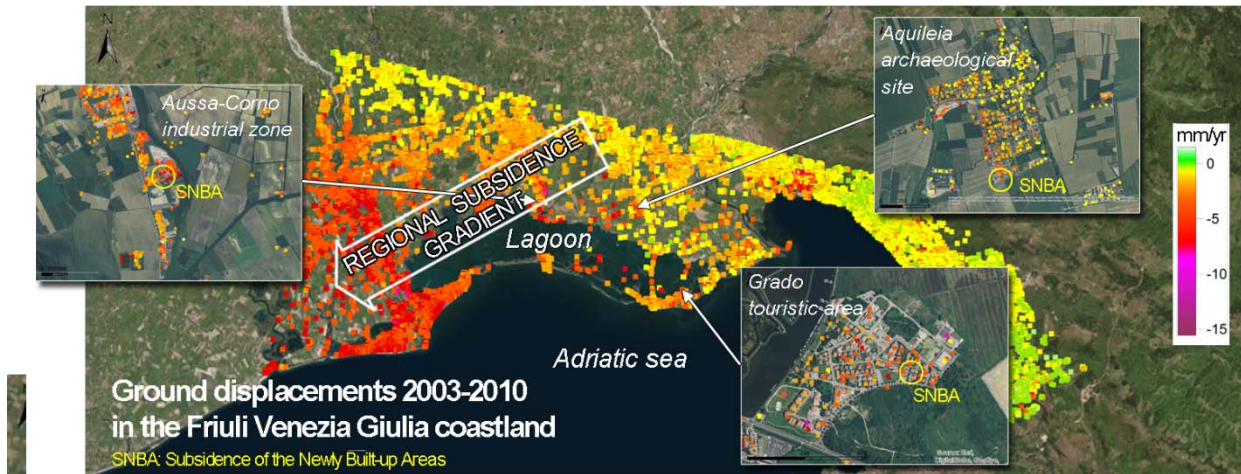 N
Aussa-Corno
industrial zone
SNBA
Aquileia
archaeological
site
SNBA
mm/yr
0
-5
-10
-15
REGIONAL SUBSIDENCE
GRADIENT
Lagoon
Adriatic sea
Grado
touristic area
SNBA
Ground displacements 2003-2010
in the Friuli Venezia Giulia coastland
SNBA: Subsidence of the Newly Built-up Areas